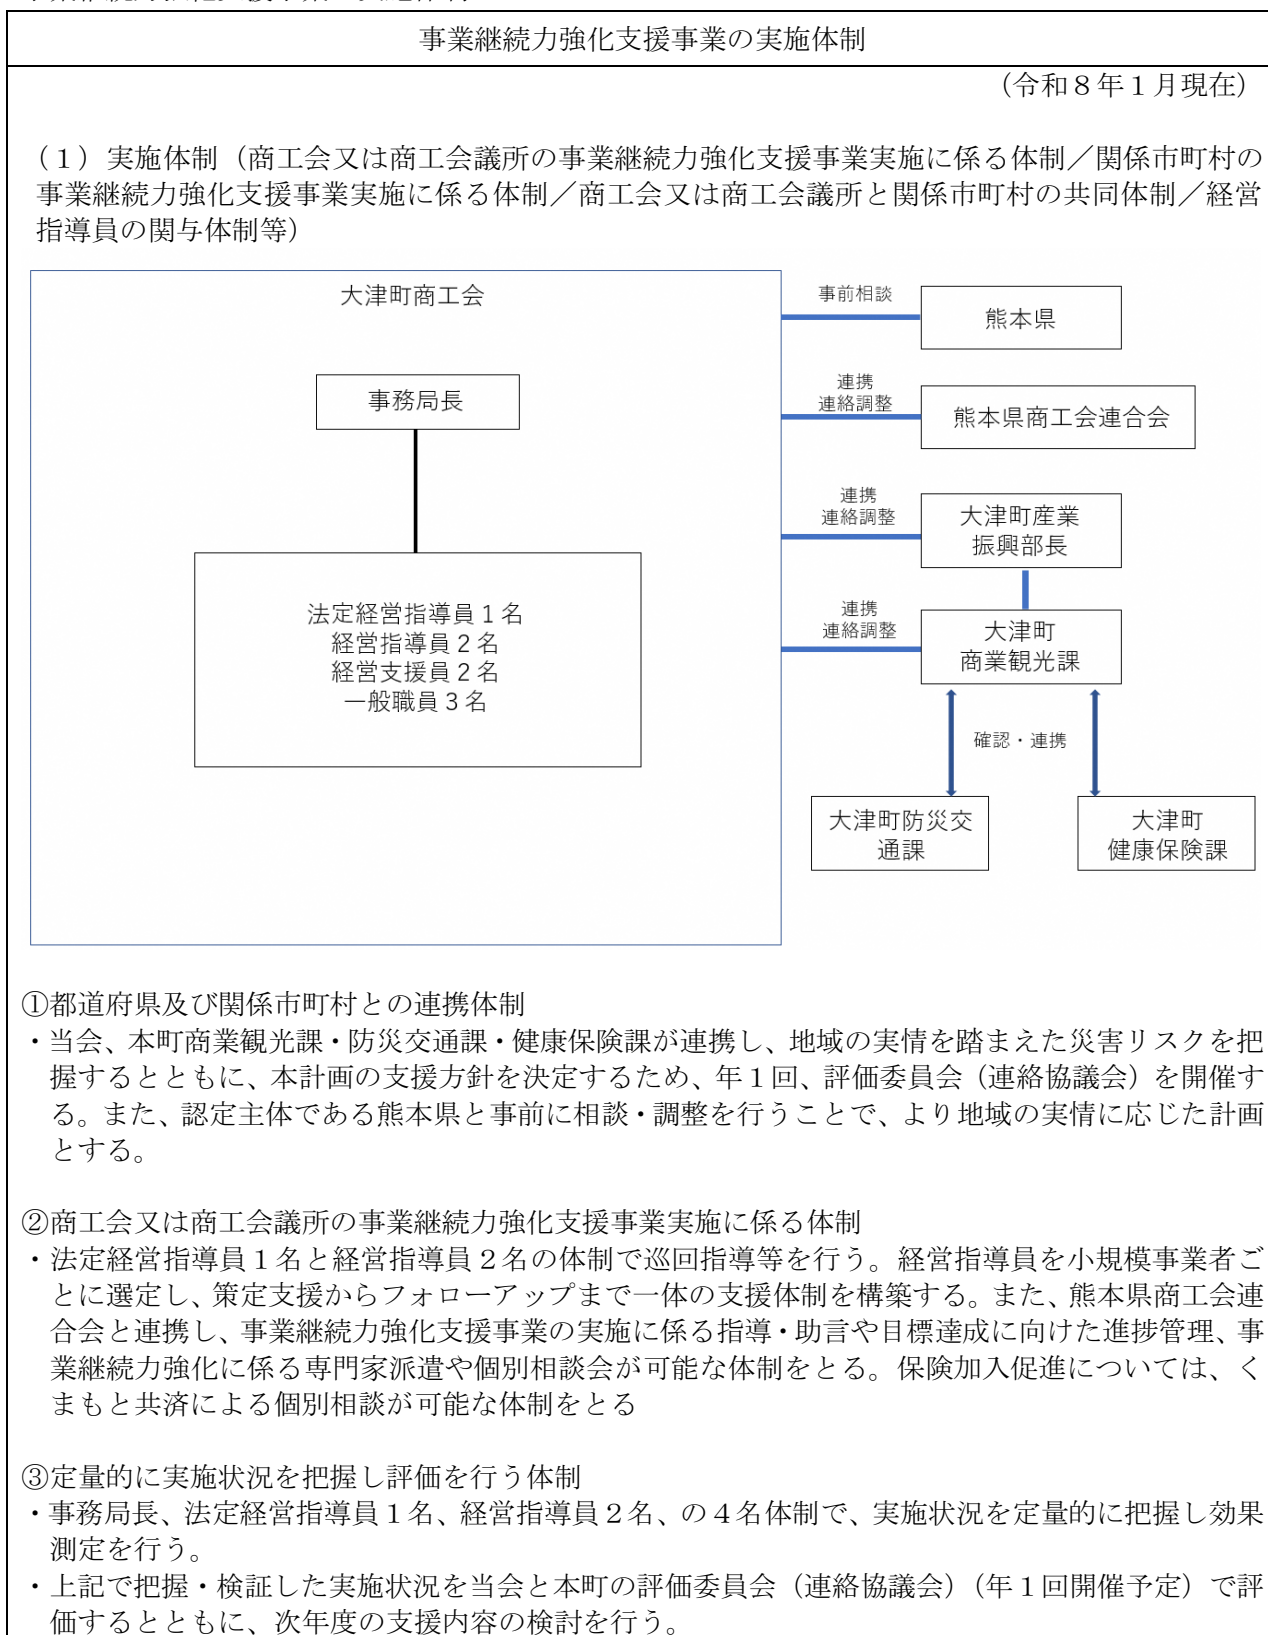 事業継続力強化支援事業の実施体制
（令和８年１月現在）
（１）実施体制（商工会又は商工会議所の事業継続力強化支援事業実施に係る体制／関係市町村の
事業継続力強化支援事業実施に係る体制／商工会又は商工会議所と関係市町村の共同体制／経営
指導員の関与体制等）
大津町商工会
事務局長
法定経営指導員１名
経営指導員２名
経営支援員２名
一般職員３名
事前相談
熊本県
連携
連絡調整
熊本県商工会連合会
連携
連絡調整
大津町産業
振興部長
連携
連絡調整
大津町
商業観光課
確認・連携
大津町防災交
通課
大津町
健康保険課
①都道府県及び関係市町村との連携体制
・当会、本町商業観光課・防災交通課・健康保険課が連携し、地域の実情を踏まえた災害リスクを把
握するとともに、本計画の支援方針を決定するため、年１回、評価委員会（連絡協議会）を開催す
る。また、認定主体である熊本県と事前に相談・調整を行うことで、より地域の実情に応じた計画
とする。
②商工会又は商工会議所の事業継続力強化支援事業実施に係る体制
・法定経営指導員１名と経営指導員２名の体制で巡回指導等を行う。経営指導員を小規模事業者ご
とに選定し、策定支援からフォローアップまで一体の支援体制を構築する。また、熊本県商工会連
合会と連携し、事業継続力強化支援事業の実施に係る指導・助言や目標達成に向けた進捗管理、事
業継続力強化に係る専門家派遣や個別相談会が可能な体制をとる。保険加入促進については、く
まもと共済による個別相談が可能な体制をとる
③定量的に実施状況を把握し評価を行う体制
・事務局長、法定経営指導員１名、経営指導員２名、の４名体制で、実施状況を定量的に把握し効果
測定を行う。
・上記で把握・検証した実施状況を当会と本町の評価委員会（連絡協議会）（年１回開催予定）で評
価するとともに、次年度の支援内容の検討を行う。